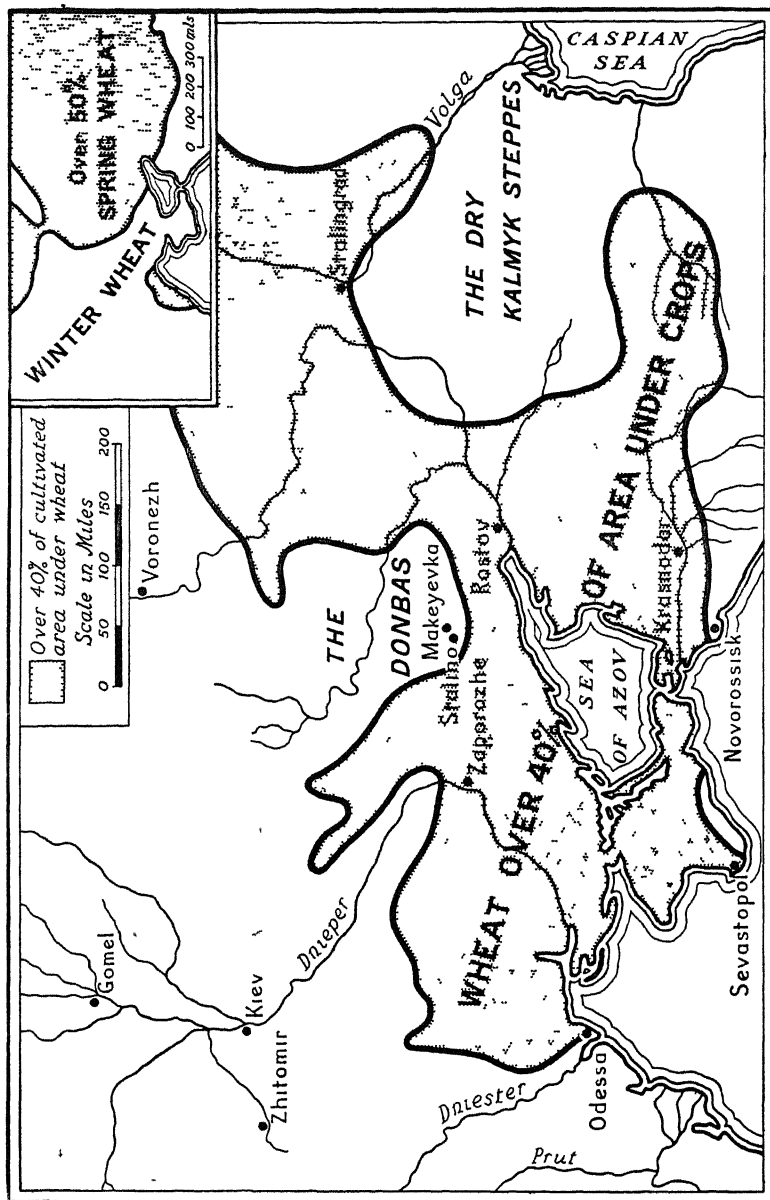 Over 50%
SPRING WHEAT
WINTER WHEAT
0 100 200 300 mls
Over 40% of cultivated
area under wheat
Scale in Miles
0 50 100 150 200
CASPIAN
SEA
Volga
THE DRY
KALMYK STEPPES
Stalingrad
Voronezh
THE
DONBAS
Makeyevka
Stalino
Rostov
Zaporozhe
Krasnodar
Novorossisk
SEA
OF AZOV
WHEAT OVER 40% OF AREA UNDER CROPS
Gomel
Kiev
Zhitomir
Dnieper
Dniester
Prut
Odessa
Sevastopol